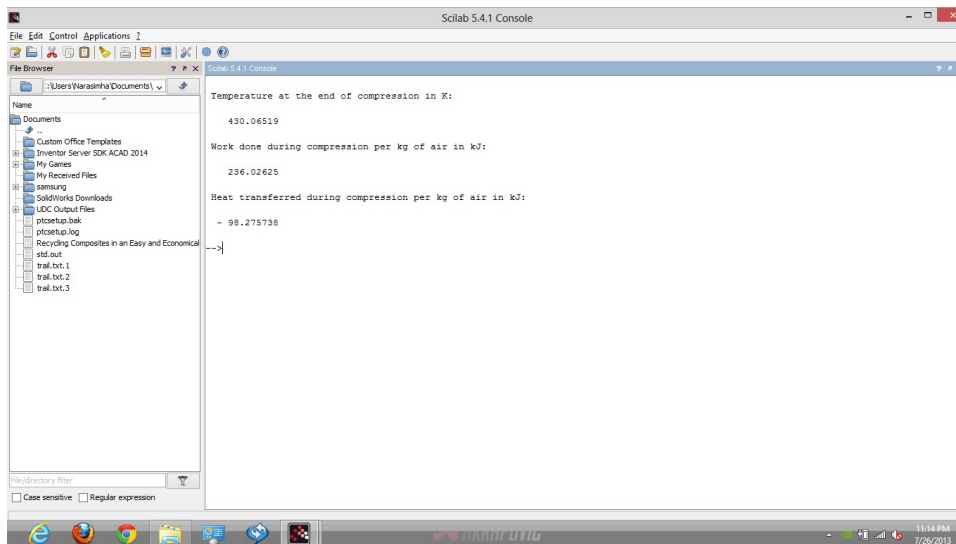 Scilab 5.4.1 Console
File Edit Control Applications ?
File Browser
Scilab 5.4.1 Console
:\Users\Narasimha\Documents\
Name
Documents
..
Custom Office Templates
Inventor Server SDK ACAD 2014
My Games
My Received Files
samsung
SolidWorks Downloads
UDC Output Files
ptcsetup.bak
ptcsetup.log
Recycling Composites in an Easy and Economical
std.out
trail.txt.1
trail.txt.2
trail.txt.3
Temperature at the end of compression in K:
430.06519
Work done during compression per kg of air in kJ:
236.02625
Heat transferred during compression per kg of air in kJ:
- 98.275738
-->
File/directory filter
Case sensitive Regular expression
11:14 PM
7/26/2013